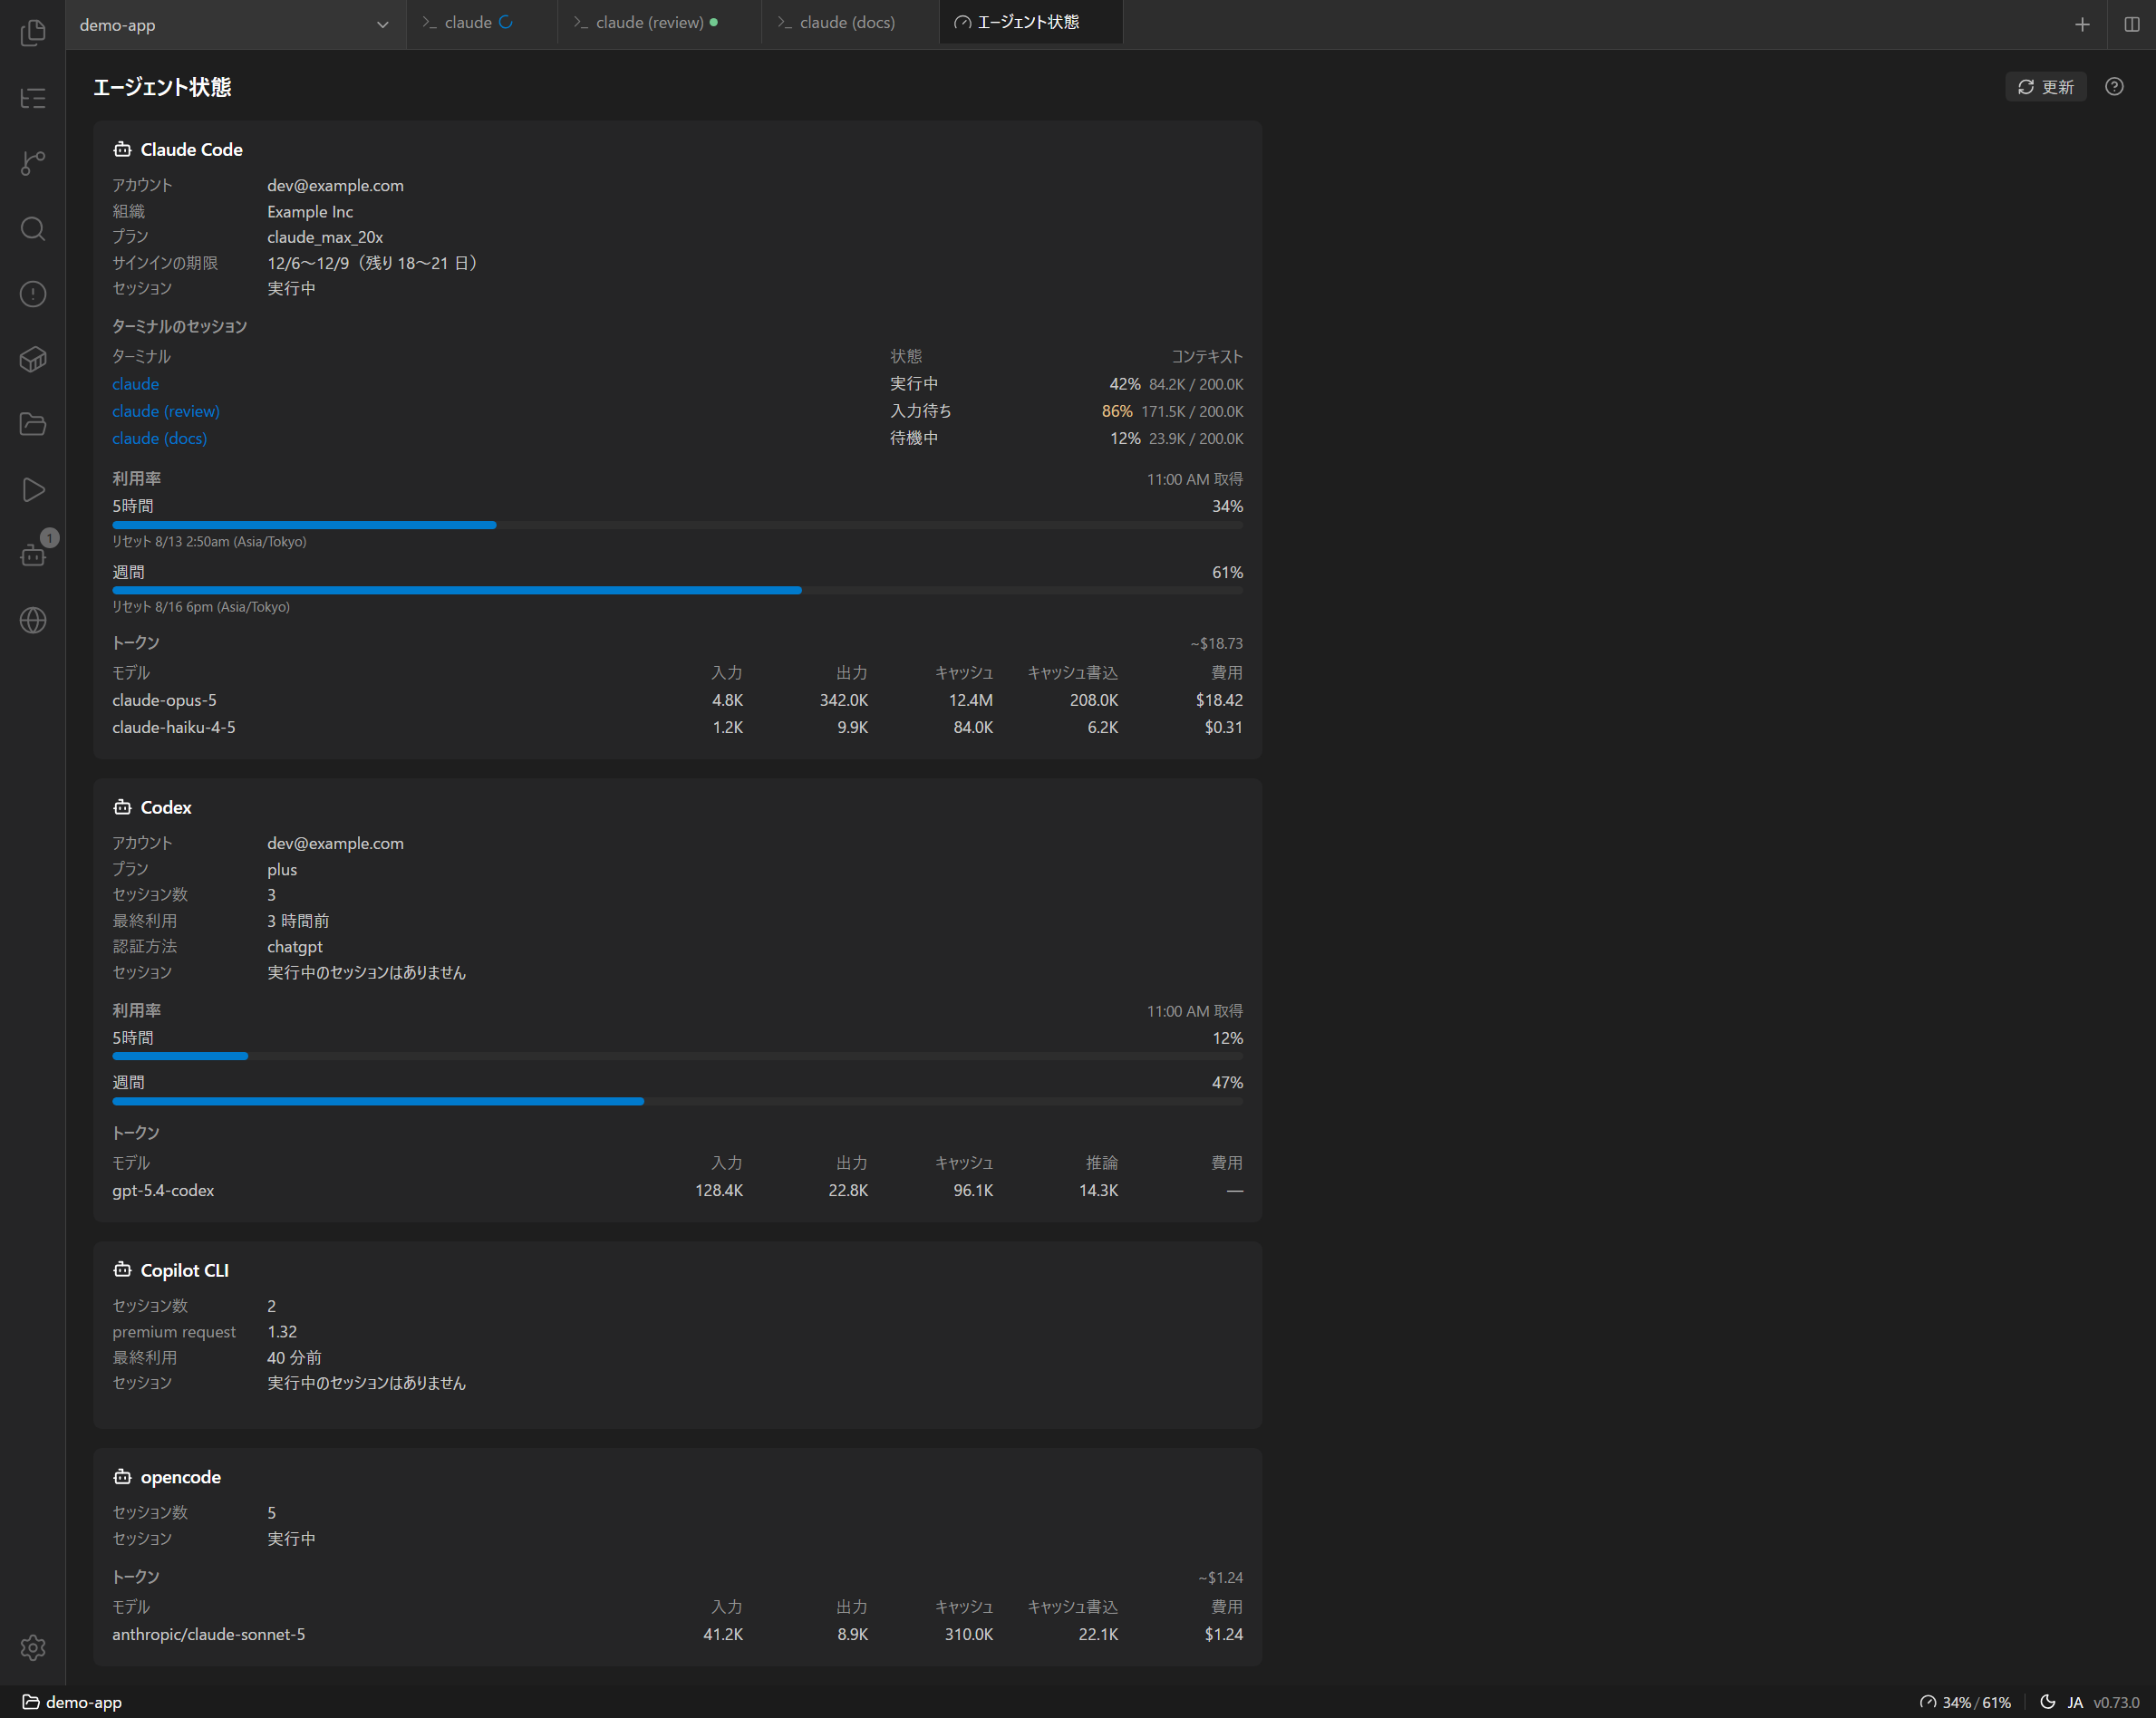 demo-app
claude
claude (review)
claude (docs)
エージェント状態
エージェント状態
更新
Claude Code
アカウント dev@example.com
組織 Example Inc
プラン claude_max_20x
サインインの期限 12/6～12/9（残り 18～21 日）
セッション 実行中
ターミナルのセッション
ターミナル 状態 コンテキスト
claude 実行中 42% 84.2K / 200.0K
claude (review) 入力待ち 86% 171.5K / 200.0K
claude (docs) 待機中 12% 23.9K / 200.0K
利用率 11:00 AM 取得
5時間 34%
リセット 8/13 2:50am (Asia/Tokyo)
週間 61%
リセット 8/16 6pm (Asia/Tokyo)
トークン ~$18.73
モデル 入力 出力 キャッシュ キャッシュ書込 費用
claude-opus-5 4.8K 342.0K 12.4M 208.0K $18.42
claude-haiku-4-5 1.2K 9.9K 84.0K 6.2K $0.31
Codex
アカウント dev@example.com
プラン plus
セッション数 3
最終利用 3 時間前
認証方法 chatgpt
セッション 実行中のセッションはありません
利用率 11:00 AM 取得
5時間 12%
週間 47%
トークン
モデル 入力 出力 キャッシュ 推論 費用
gpt-5.4-codex 128.4K 22.8K 96.1K 14.3K —
Copilot CLI
セッション数 2
premium request 1.32
最終利用 40 分前
セッション 実行中のセッションはありません
opencode
セッション数 5
セッション 実行中
トークン ~$1.24
モデル 入力 出力 キャッシュ キャッシュ書込 費用
anthropic/claude-sonnet-5 41.2K 8.9K 310.0K 22.1K $1.24
1
demo-app
34% / 61% JA v0.73.0